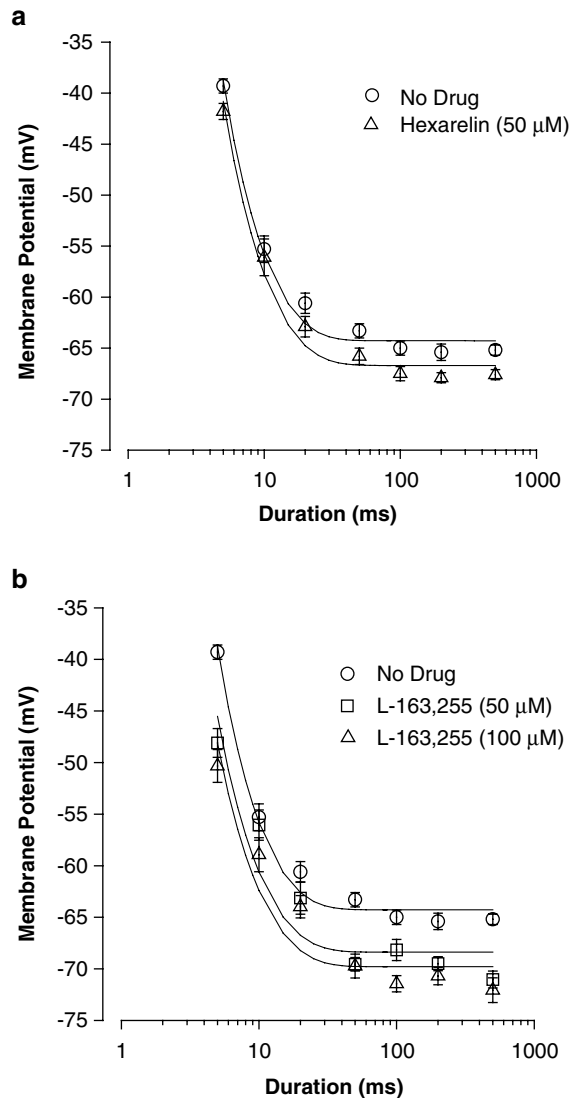 a
-35
-40
-45
-50
-55
-60
-65
-70
-75
Membrane Potential (mV)
No Drug
Hexarelin (50 μM)
1
10
100
1000
Duration (ms)
b
-35
-40
-45
-50
-55
-60
-65
-70
-75
Membrane Potential (mV)
No Drug
L-163,255 (50 μM)
L-163,255 (100 μM)
1
10
100
1000
Duration (ms)